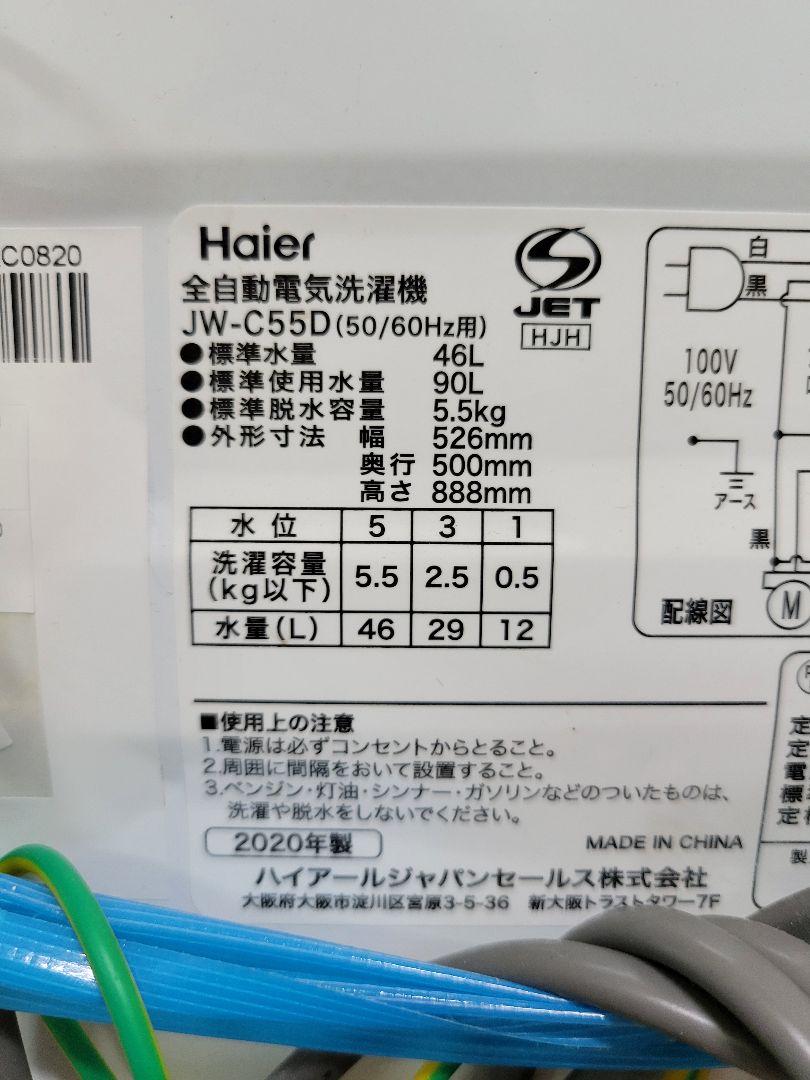 C0820
Haier
全自動電気洗濯機
JW-C55D(50/60Hz用)
JET
HJH
●標準水量 46L
●標準使用水量 90L
●標準脱水容量 5.5kg
●外形寸法 幅 526mm
奥行 500mm
高さ 888mm
水位 5 3 1
洗濯容量(kg以下) 5.5 2.5 0.5
水量(L) 46 29 12
白
黒
100V
50/60Hz
アース
黒
配線図
M
■使用上の注意
1.電源は必ずコンセントからとること。
2.周囲に間隔をおいて設置すること。
3.ベンジン・灯油・シンナー・ガソリンなどのついたものは、
洗濯や脱水をしないでください。
2020年製
MADE IN CHINA
ハイアールジャパンセールス株式会社
大阪府大阪市淀川区宮原3-5-36 新大阪トラストタワー7F
定
定
電
標
定
製